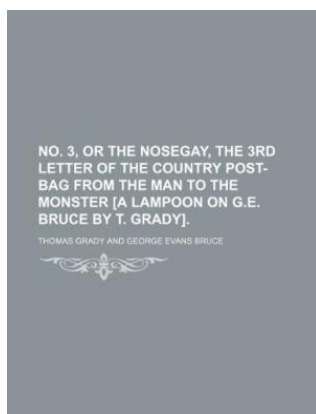 NO. 3, OR THE NOSEGAY, THE 3RD
LETTER OF THE COUNTRY POST-
BAG FROM THE MAN TO THE
MONSTER [A LAMPOON ON G.E.
BRUCE BY T. GRADY].
THOMAS GRADY AND GEORGE EVANS BRUCE